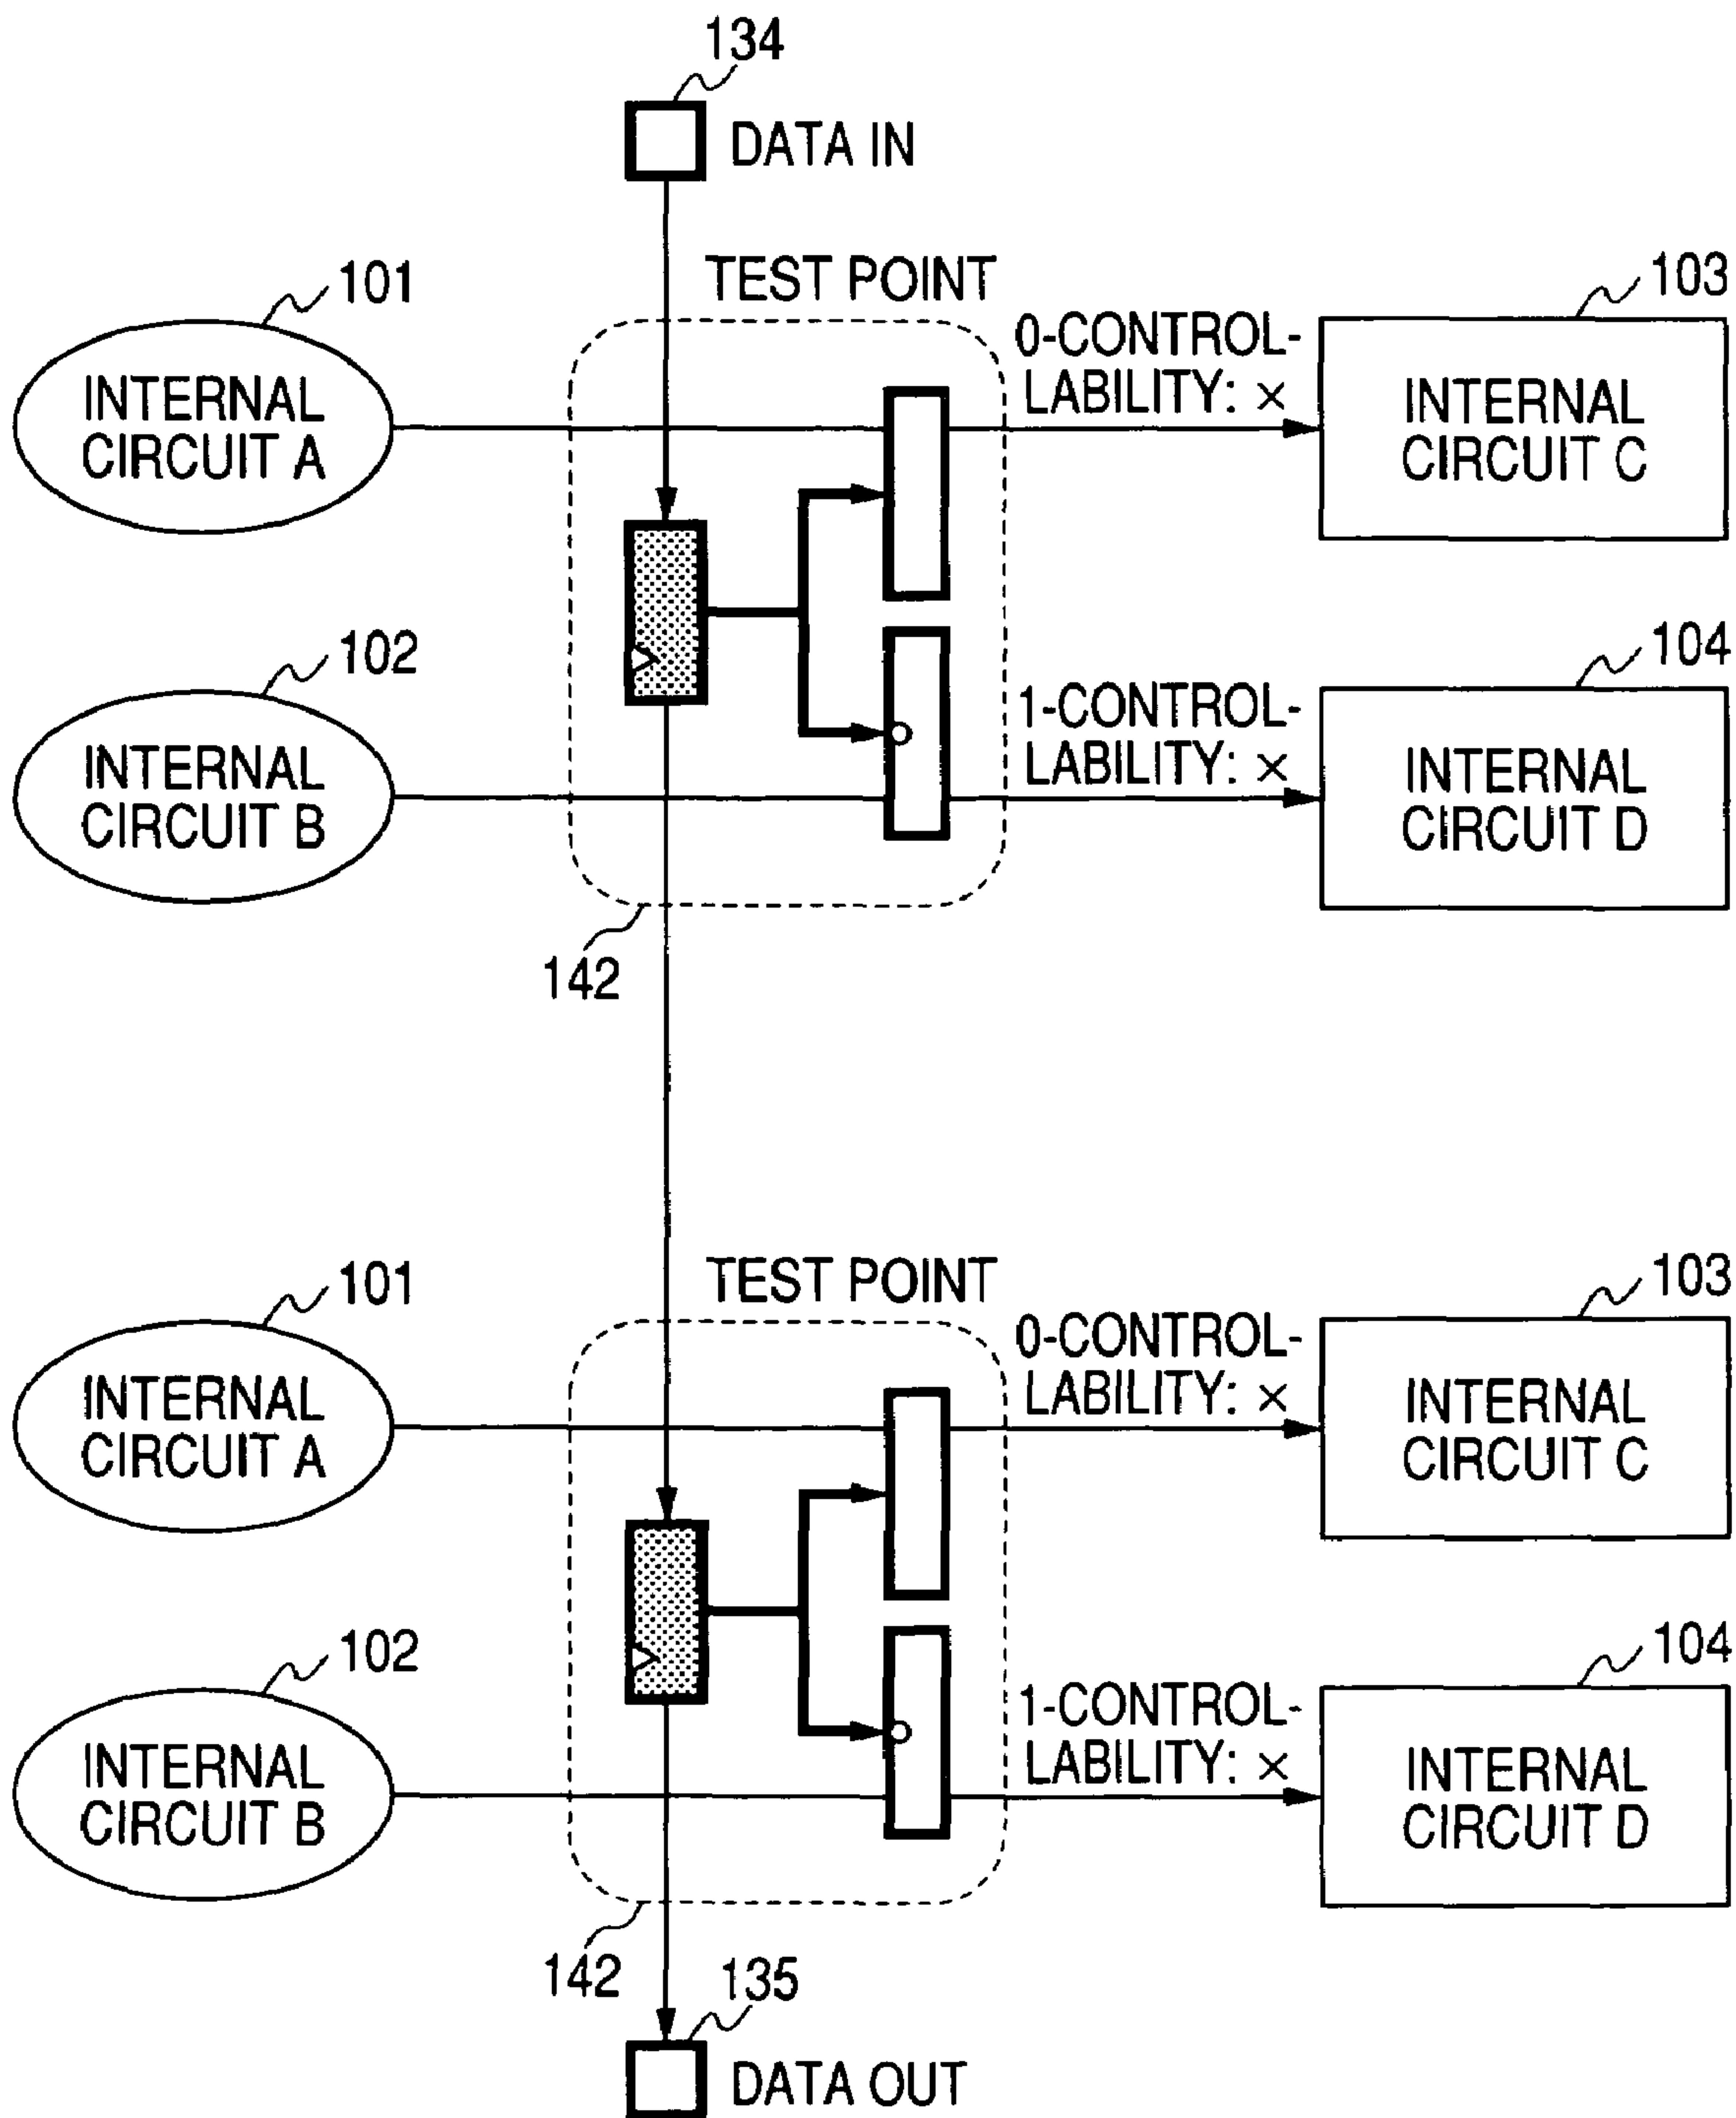 134
DATA IN
TEST POINT
101
INTERNAL
CIRCUIT A
0-CONTROL-
LABILITY: ×
103
INTERNAL
CIRCUIT C
102
INTERNAL
CIRCUIT B
1-CONTROL-
LABILITY: ×
104
INTERNAL
CIRCUIT D
142
TEST POINT
101
INTERNAL
CIRCUIT A
0-CONTROL-
LABILITY: ×
103
INTERNAL
CIRCUIT C
102
INTERNAL
CIRCUIT B
1-CONTROL-
LABILITY: ×
104
INTERNAL
CIRCUIT D
142
135
DATA OUT